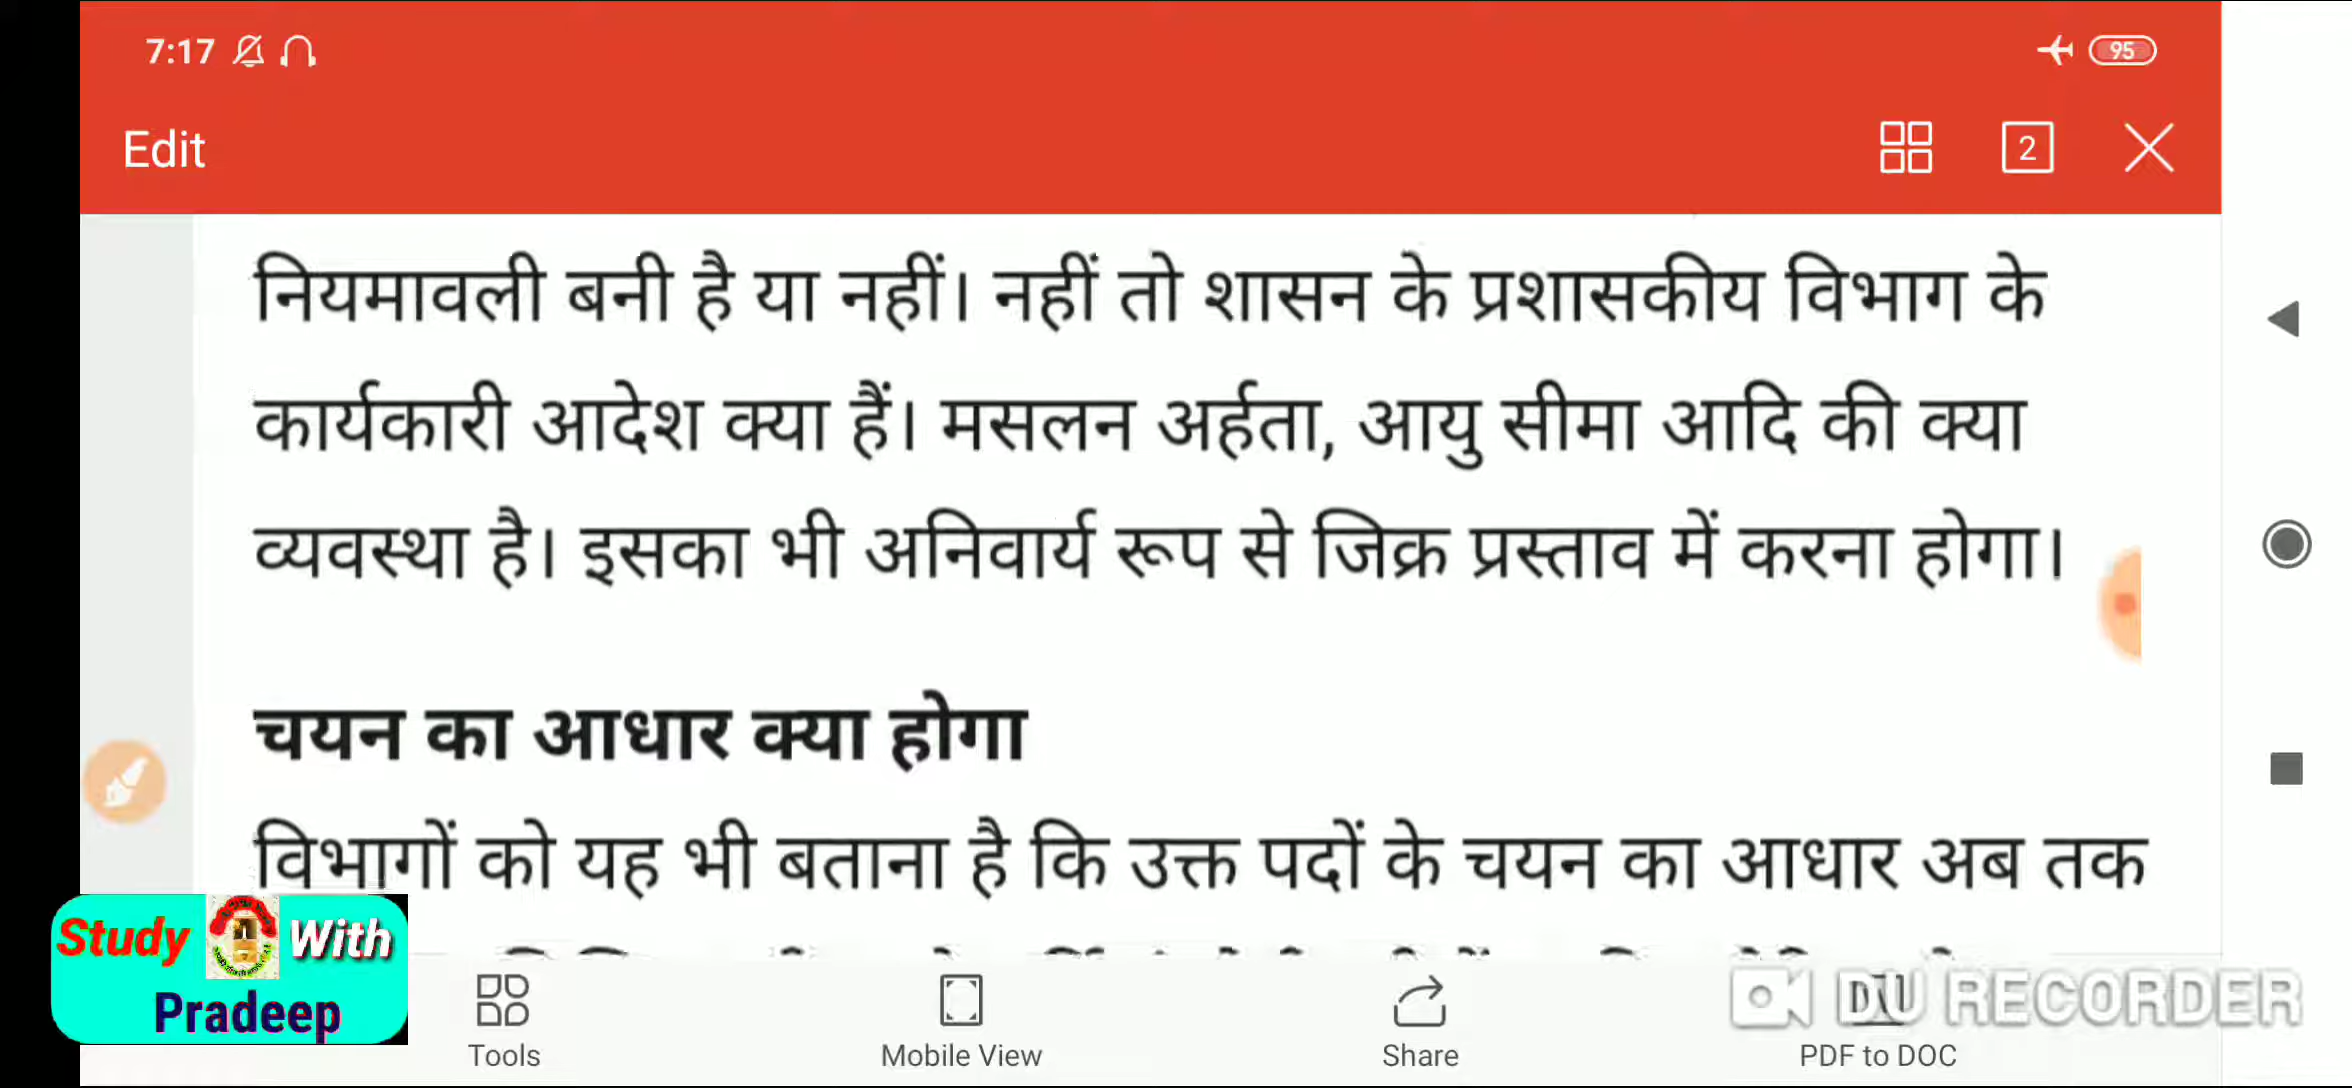 7:17
95
Edit
2
नियमावली बनी है या नहीं। नहीं तो शासन के प्रशासकीय विभाग के
कार्यकारी आदेश क्या हैं। मसलन अर्हता, आयु सीमा आदि की क्या
व्यवस्था है। इसका भी अनिवार्य रूप से जिक्र प्रस्ताव में करना होगा।
चयन का आधार क्या होगा
विभागों को यह भी बताना है कि उक्त पदों के चयन का आधार अब तक
Study With
Pradeep
DU RECORDER
Tools
Mobile View
Share
PDF to DOC